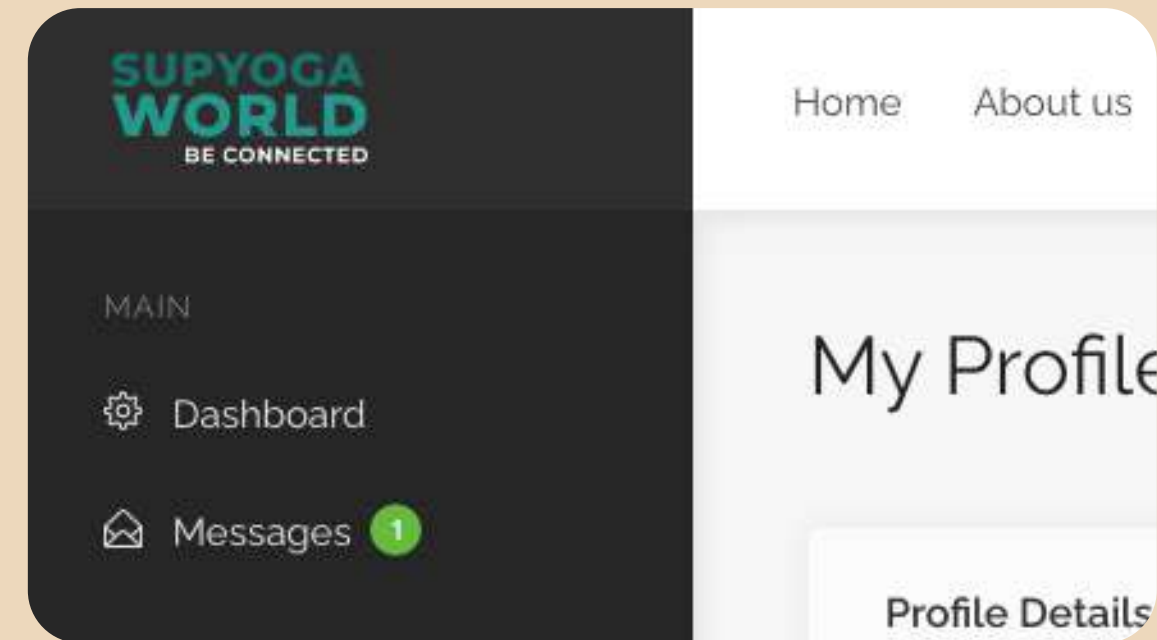 SUPYOGA
WORLD
BE CONNECTED
Home About us
MAIN
My Profile
Dashboard
Messages 1
Profile Details